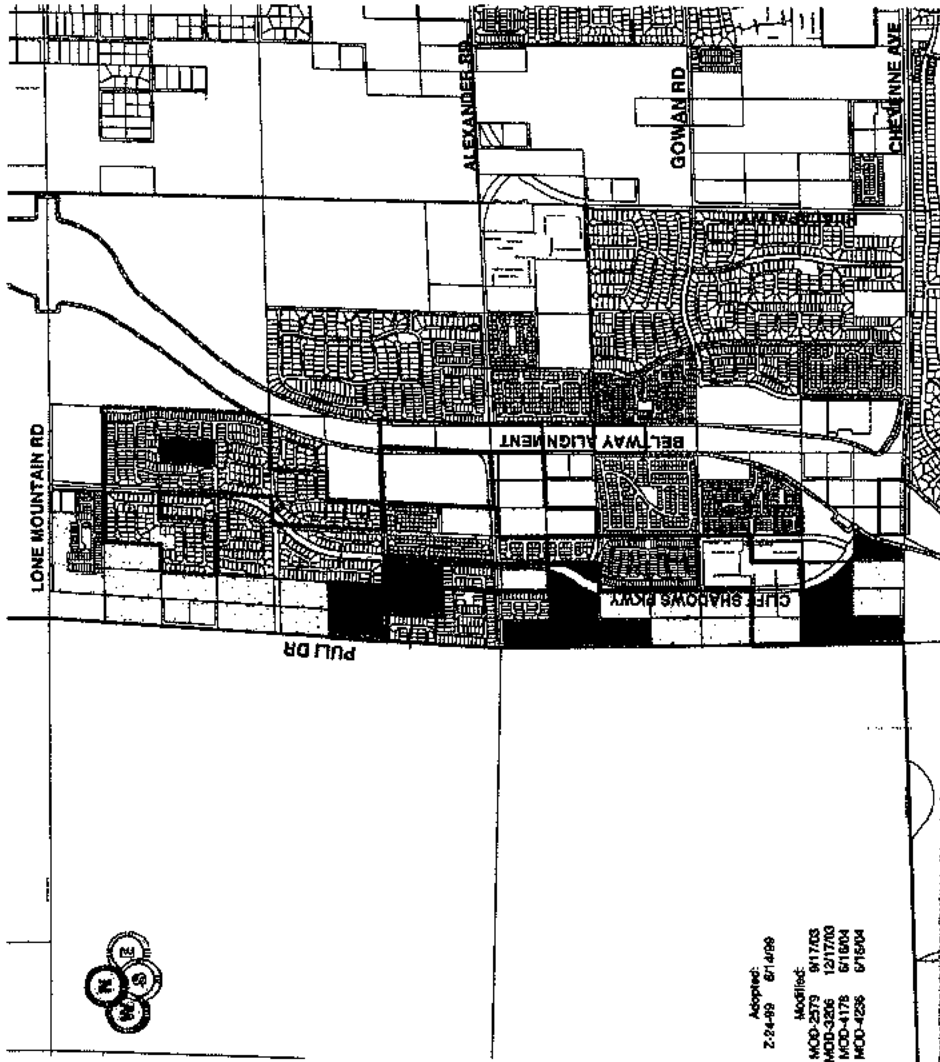 LONE MOUNTAIN RD
ALEXANDER RD
GOWAN RD
CHEYENNE AVE
BELTWAY ALIGNMENT
CLIFF SHADOWS PKWY
PULI DR
N
E
S
W
Adopted:
Z-24-99 6/14/99
Modified:
MOD-2573 9/17/03
MOD-3206 12/17/03
MOD-4178 6/16/04
MOD-4236 6/16/04